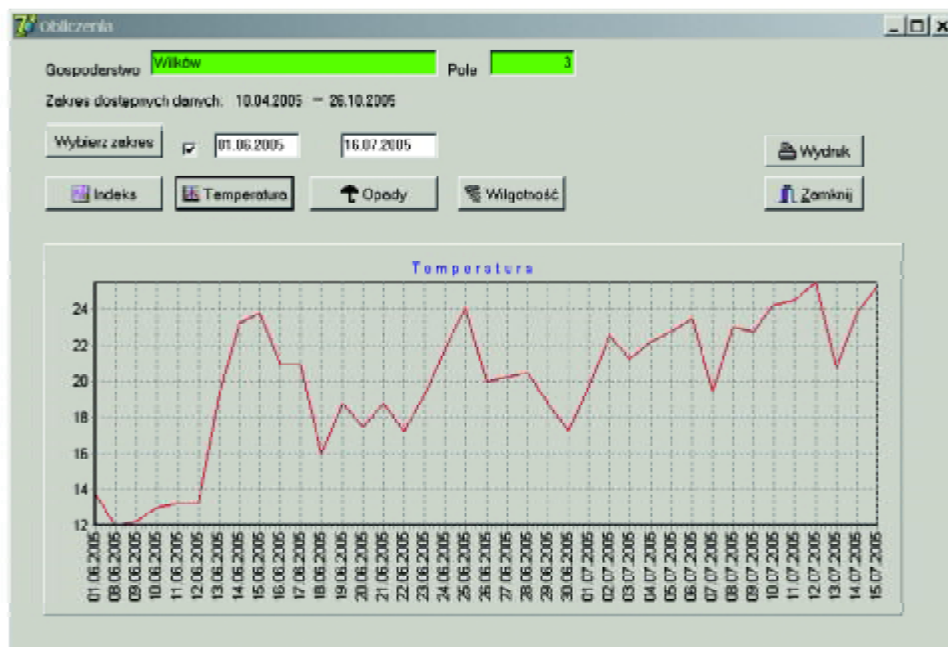 Obliczenia
Gospodarstwo Wilków Pole 3
Zakres dostępnych danych: 10.04.2005 – 26.10.2005
Wybierz zakres 01.06.2005 16.07.2005
Wydruk
Indeks Temperatura Opady Wilgotność Zamknij
Temperatura
24
22
20
18
16
14
12
01.06.2005 08.06.2005 09.06.2005 10.06.2005 11.06.2005 12.06.2005 13.06.2005 14.06.2005 15.06.2005 16.06.2005 17.06.2005 18.06.2005 19.06.2005 20.06.2005 21.06.2005 22.06.2005 23.06.2005 24.06.2005 25.06.2005 26.06.2005 27.06.2005 28.06.2005 29.06.2005 30.06.2005 01.07.2005 02.07.2005 03.07.2005 04.07.2005 05.07.2005 06.07.2005 07.07.2005 08.07.2005 09.07.2005 10.07.2005 11.07.2005 12.07.2005 13.07.2005 14.07.2005 15.07.2005